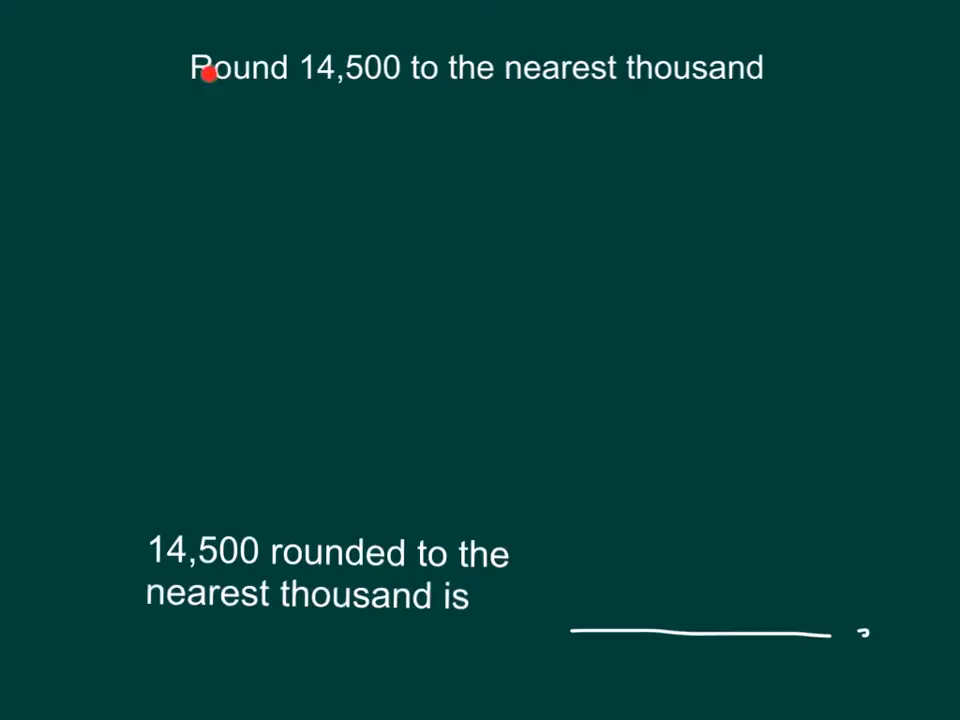 Round 14,500 to the nearest thousand
14,500 rounded to the
nearest thousand is